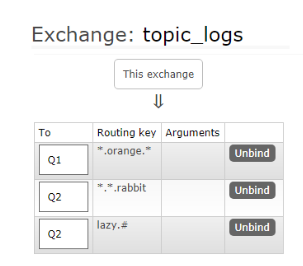 Exchange: topic_logs
This exchange
⇓
To Routing key Arguments
Q1 *.orange.* Unbind
Q2 *.*.rabbit Unbind
Q2 lazy.# Unbind